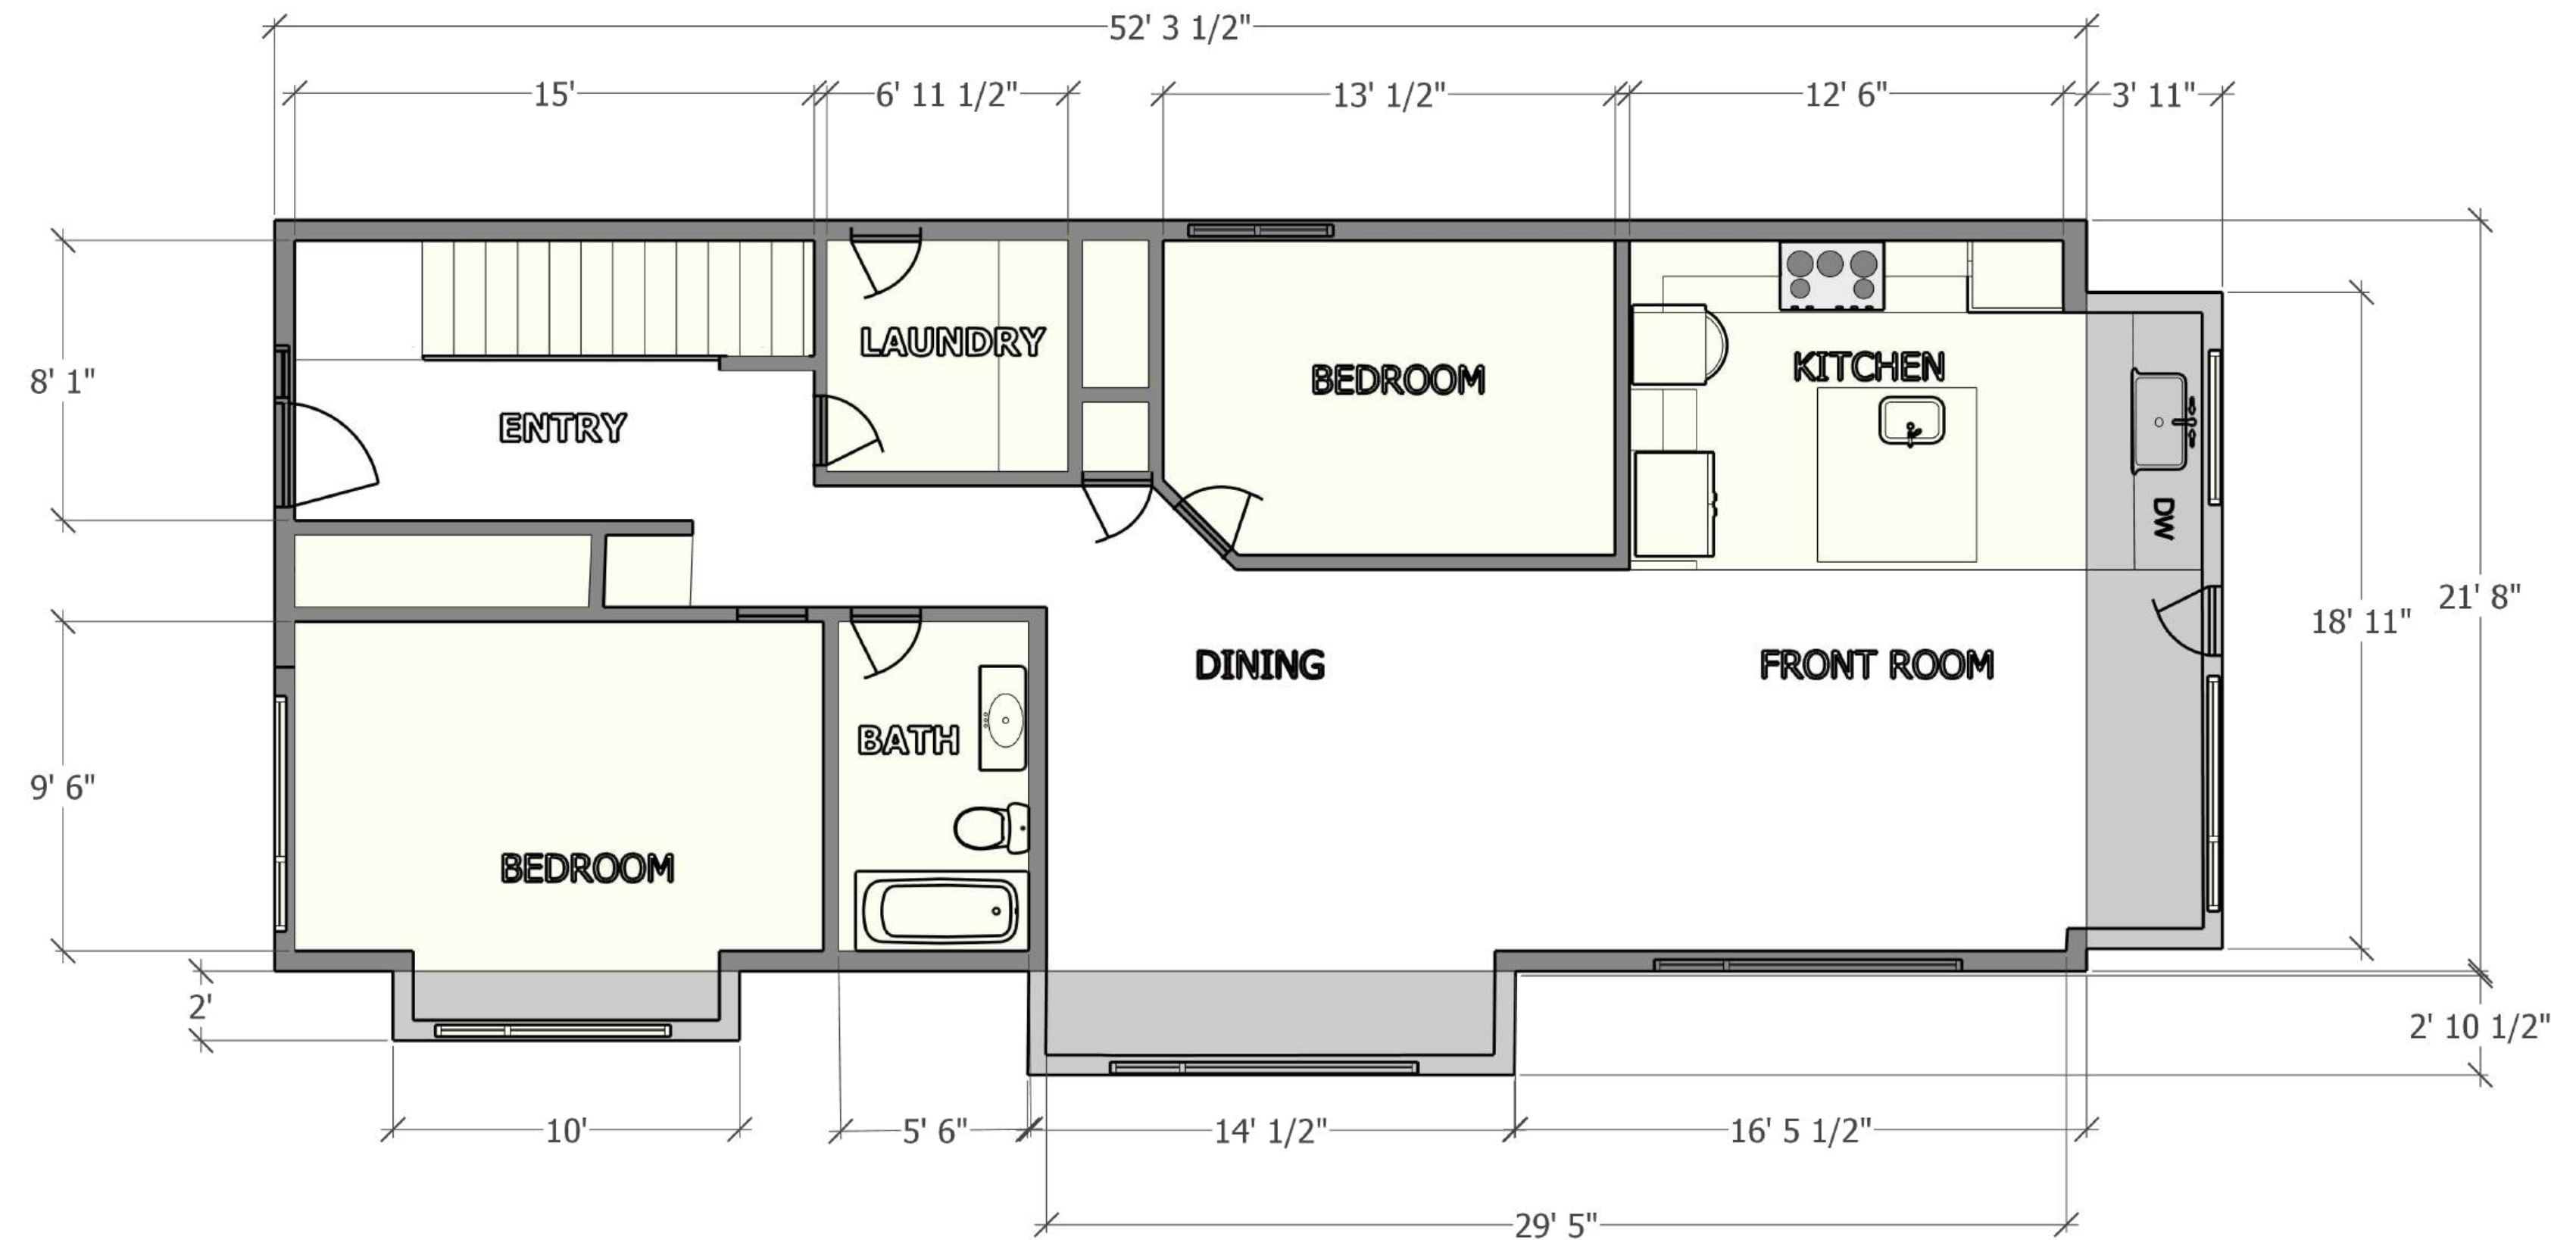 52' 3 1/2"
15'
6' 11 1/2"
13' 1/2"
12' 6"
3' 11"
LAUNDRY
KITCHEN
BEDROOM
8' 1"
ENTRY
DW
21' 8"
18' 11"
DINING
FRONT ROOM
BATH
9' 6"
BEDROOM
2'
2' 10 1/2"
10'
5' 6"
14' 1/2"
16' 5 1/2"
29' 5"